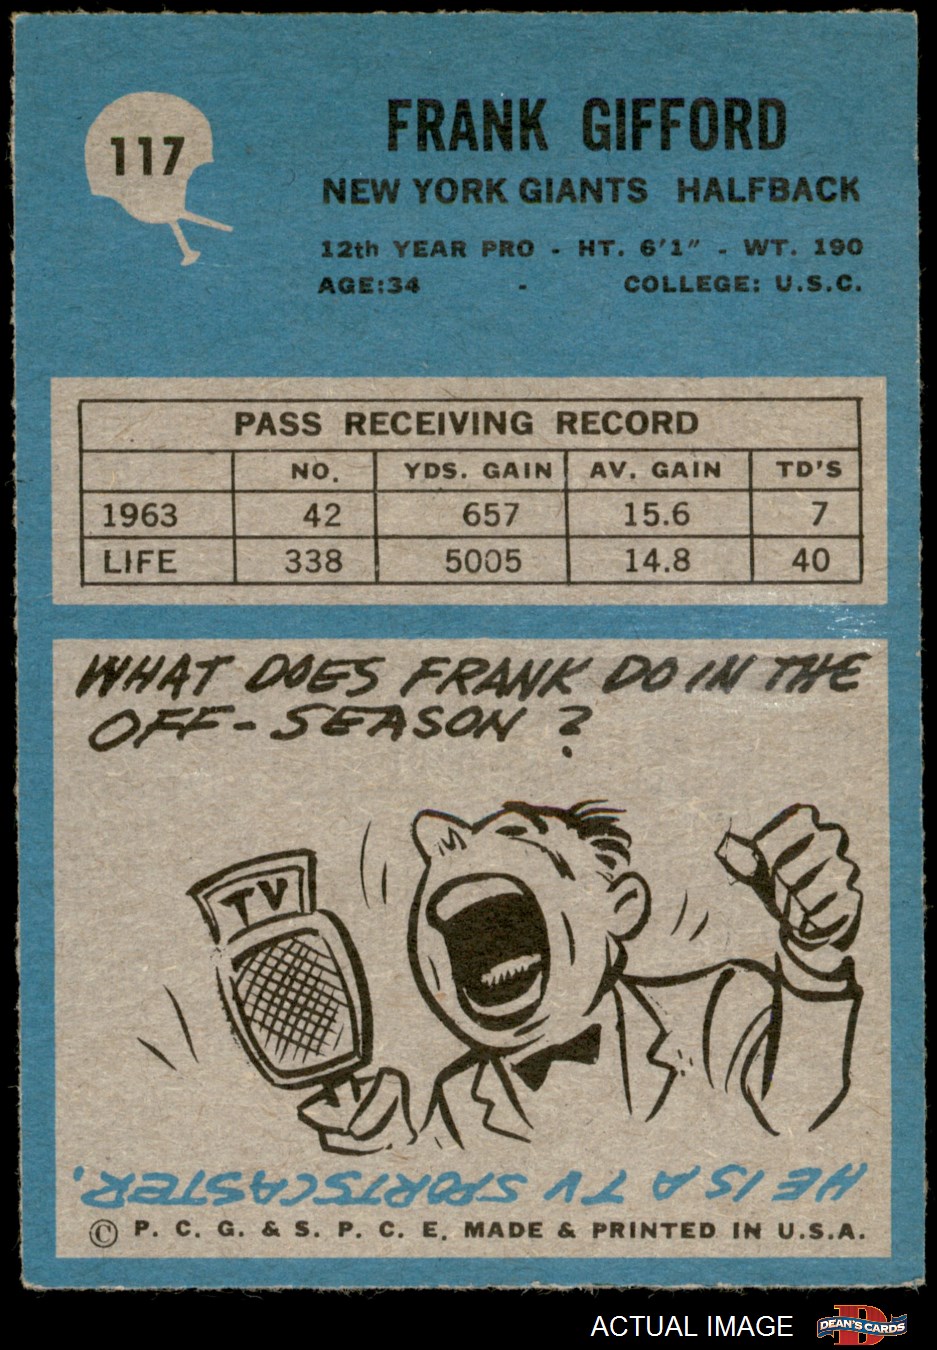 117
FRANK GIFFORD
NEW YORK GIANTS HALFBACK
12th YEAR PRO - HT. 6'1" - WT. 190
AGE:34 - COLLEGE: U.S.C.
PASS RECEIVING RECORD
NO. YDS. GAIN AV. GAIN TD'S
1963 42 657 15.6 7
LIFE 338 5005 14.8 40
WHAT DOES FRANK DO IN THE
OFF-SEASON?
TV
HE IS A TV SPORTSCASTER.
© P. C. G. & S. P. C. E. MADE & PRINTED IN U.S.A.
ACTUAL IMAGE
D
DEAN'S CARDS